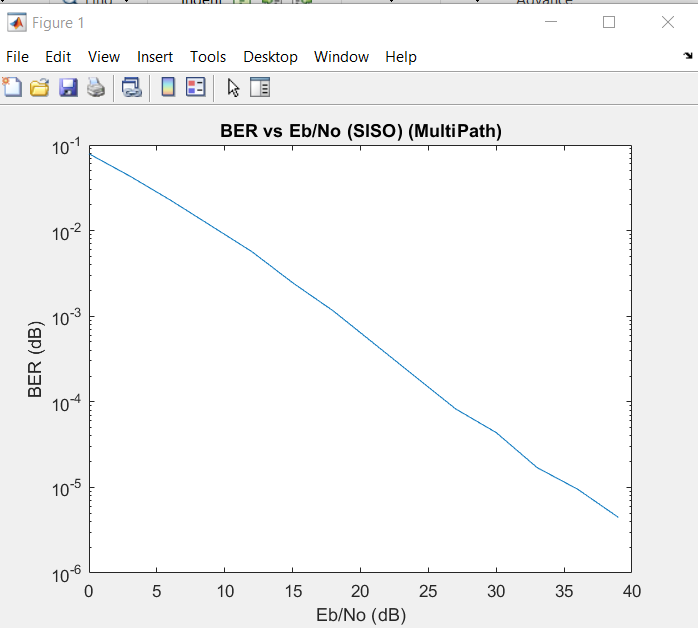 Figure 1
File Edit View Insert Tools Desktop Window Help
BER vs Eb/No (SISO) (MultiPath)
10^-1
10^-2
10^-3
10^-4
10^-5
10^-6
BER (dB)
0 5 10 15 20 25 30 35 40
Eb/No (dB)